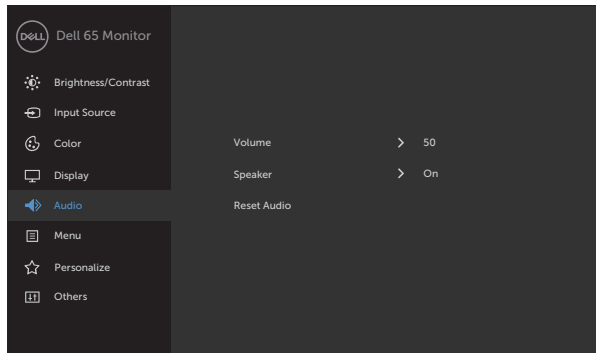 DELL
Dell 65 Monitor
Brightness/Contrast
Input Source
Color
Display
Audio
Menu
Personalize
Others
Volume 50
Speaker On
Reset Audio